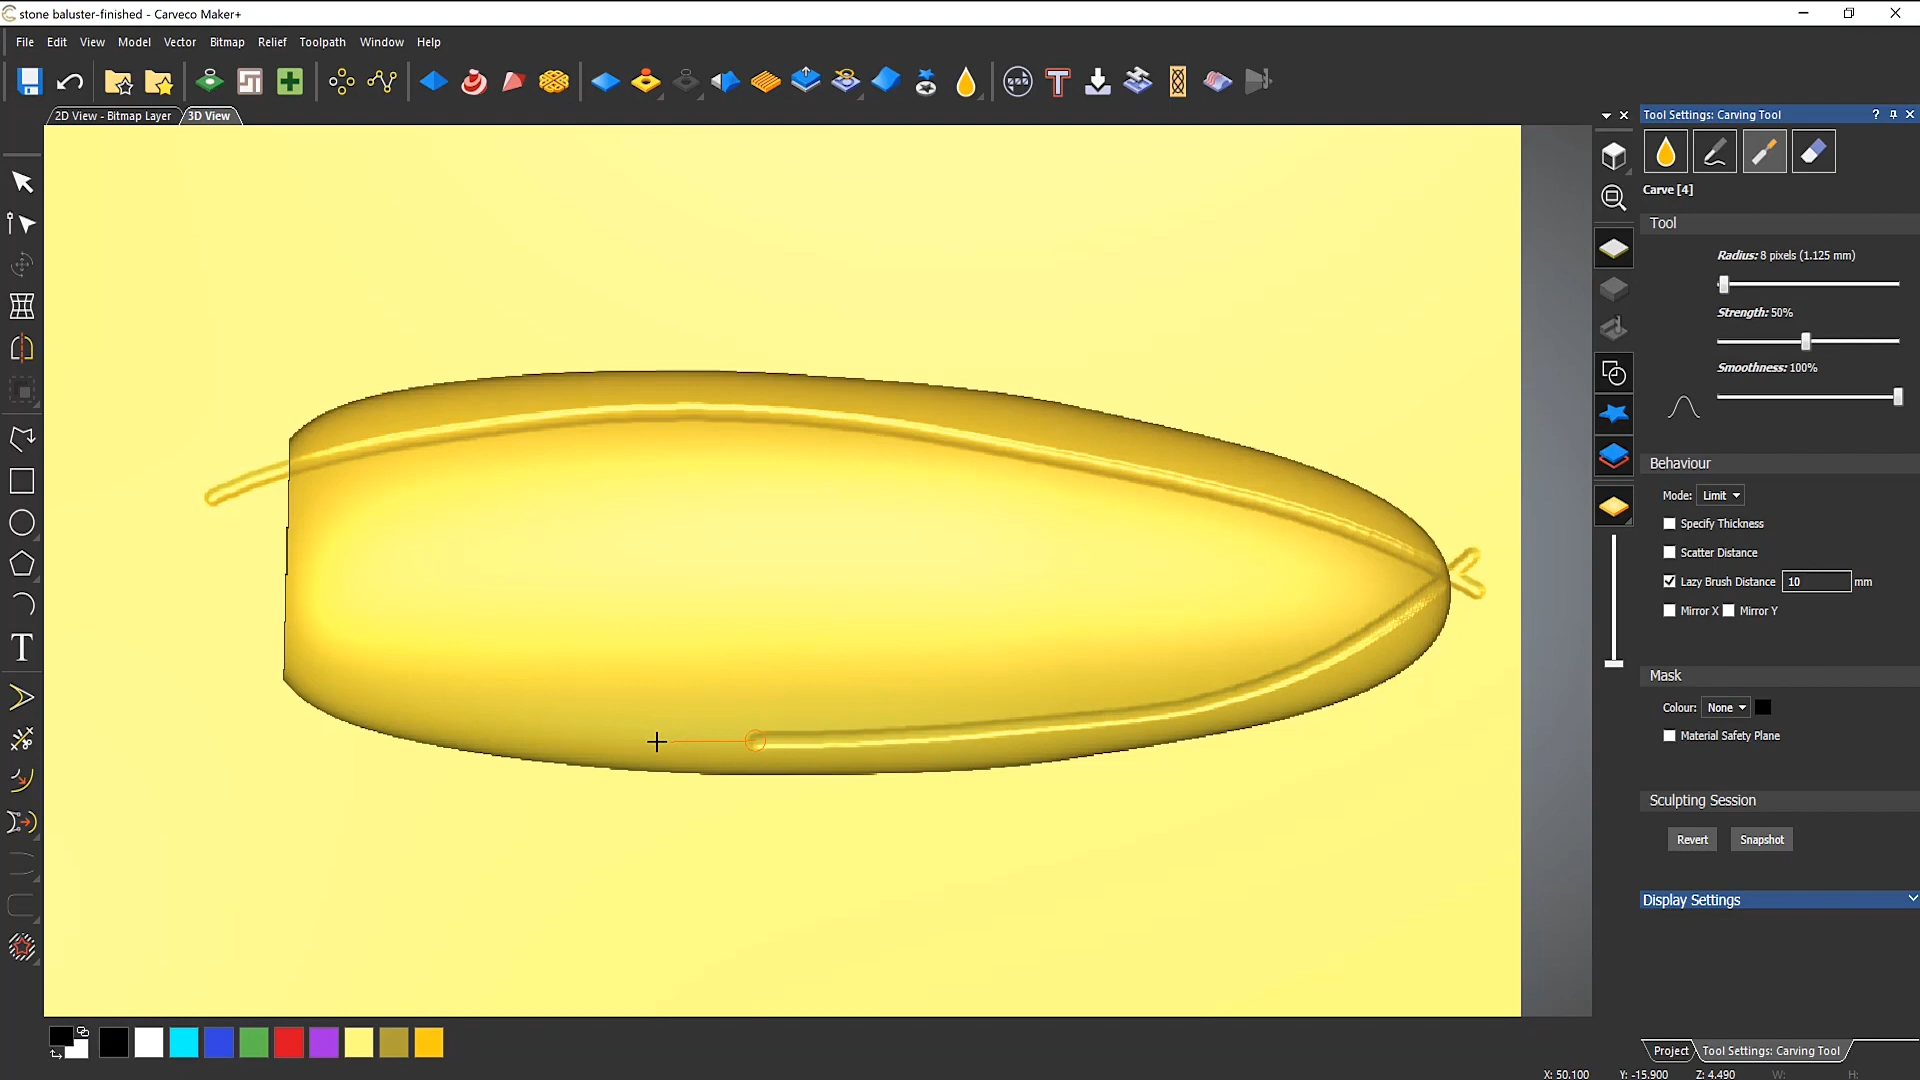 stone baluster-finished - Carveco Maker+
File Edit View Model Vector Bitmap Relief Toolpath Window Help
2D View - Bitmap Layer 3D View
Tool Settings: Carving Tool
Carve [4]
Tool
Radius: 8 pixels (1.125 mm)
Strength: 50%
Smoothness: 100%
Behaviour
Mode: Limit
Specify Thickness
Scatter Distance
Lazy Brush Distance 10 mm
Mirror X Mirror Y
Mask
Colour: None
Material Safety Plane
Sculpting Session
Revert Snapshot
Display Settings
Project Tool Settings: Carving Tool
X: 50.100 Y: -15.900 Z: 4.490 W: H: